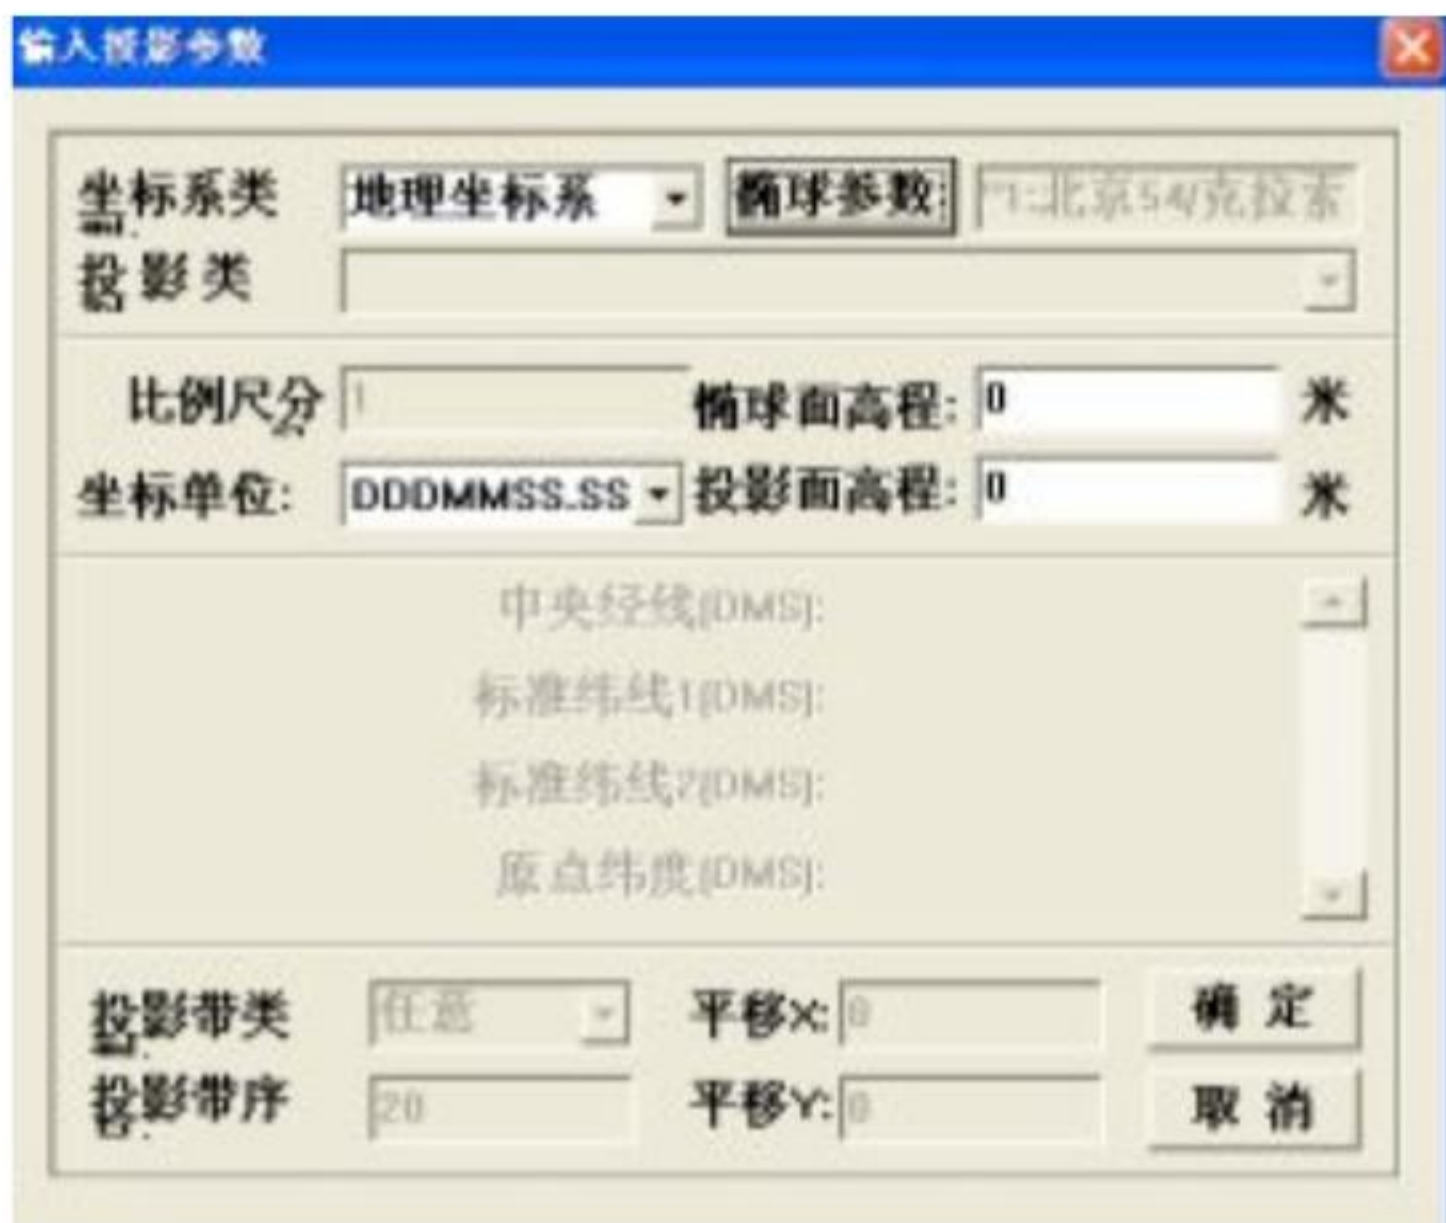 输入投影参数
坐标系类 地理坐标系 椭球参数: "1:北京54/克拉索
投影类
比例尺分 1 椭球面高程: 0 米
坐标单位: DDDMMSS.SS 投影面高程: 0 米
中央经线(DMS):
标准纬线1(DMS):
标准纬线2(DMS):
原点纬度(DMS):
投影带类 任意 平移X: 0 确定
投影带序 20 平移Y: 0 取消